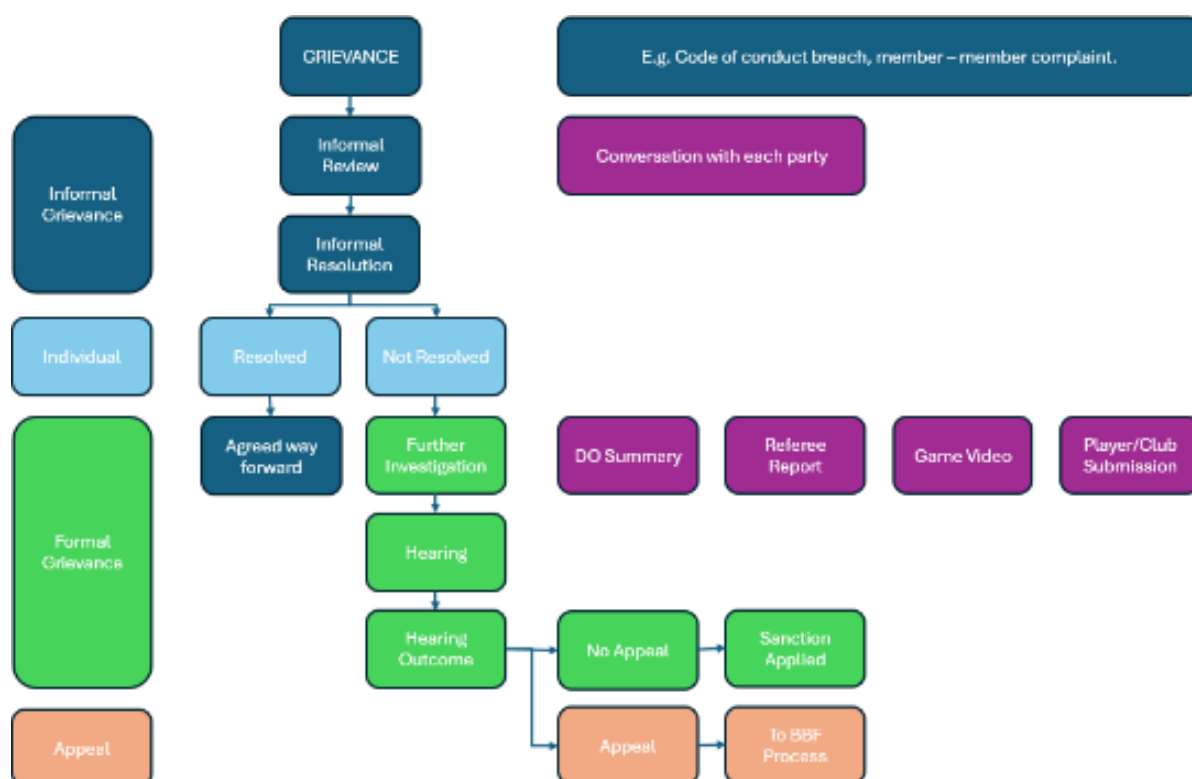 GRIEVANCE
E.g. Code of conduct breach, member – member complaint.
Informal
Grievance
Informal
Review
Conversation with each party
Informal
Resolution
Individual
Resolved
Not Resolved
Formal
Grievance
Agreed way
forward
Further
Investigation
DO Summary
Referee
Report
Game Video
Player/Club
Submission
Hearing
Hearing
Outcome
No Appeal
Sanction
Applied
Appeal
Appeal
To BBF
Process